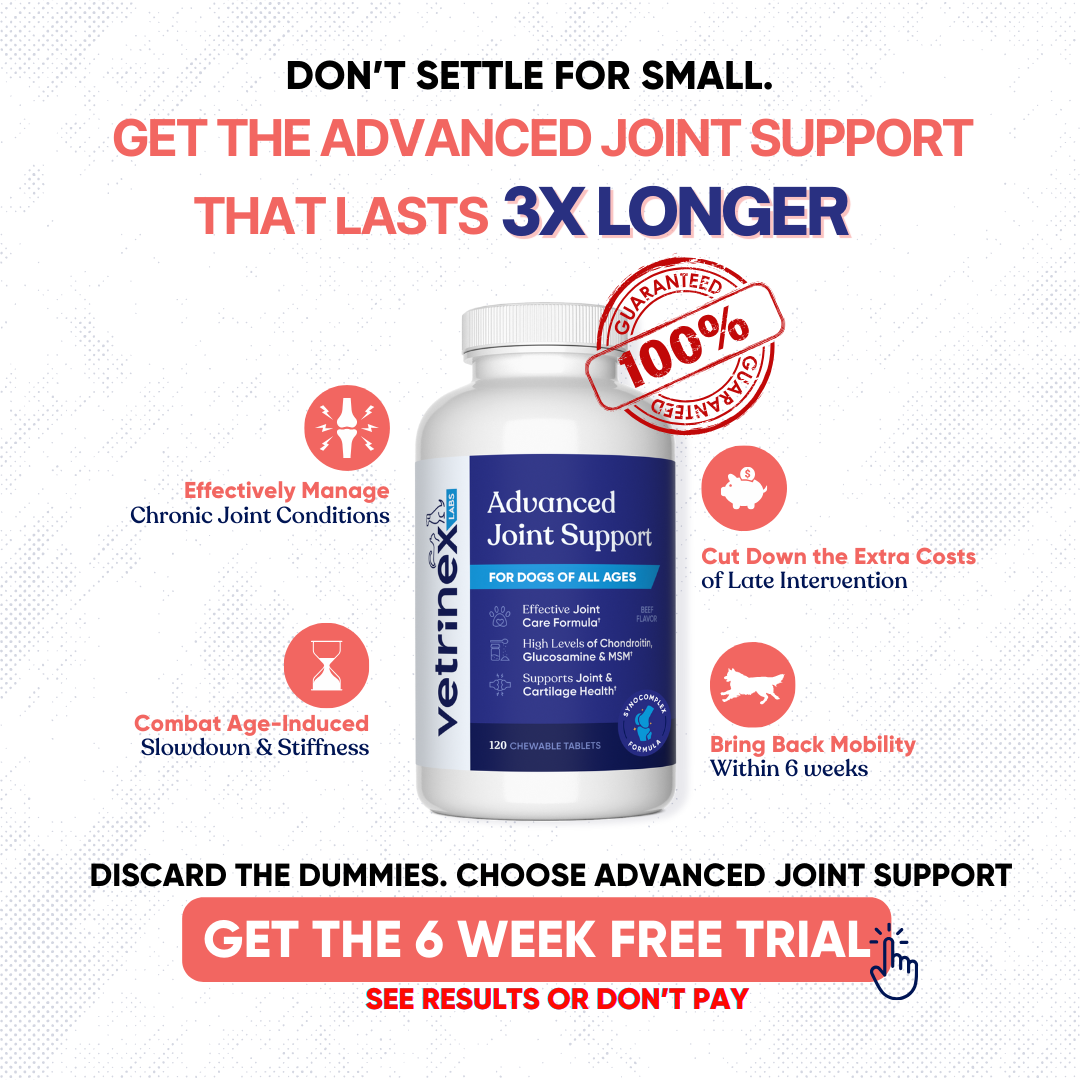 DON'T SETTLE FOR SMALL.
GET THE ADVANCED JOINT SUPPORT
THAT LASTS 3X LONGER
GUARANTEED
100%
GUARANTEED
Effectively Manage
Chronic Joint Conditions
$
Cut Down the Extra Costs
of Late Intervention
Combat Age-Induced
Slowdown & Stiffness
Bring Back Mobility
Within 6 weeks
vetrinex
LABS
Advanced
Joint Support
FOR DOGS OF ALL AGES
Effective Joint
Care Formula†
BEEF
FLAVOR
High Levels of Chondroitin,
Glucosamine & MSM†
Supports Joint &
Cartilage Health†
SYNOCOMPLEX
FORMULA
120 CHEWABLE TABLETS
DISCARD THE DUMMIES. CHOOSE ADVANCED JOINT SUPPORT
GET THE 6 WEEK FREE TRIAL
SEE RESULTS OR DON'T PAY